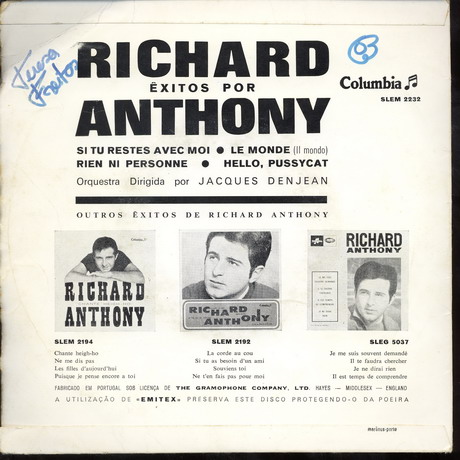 Teresa
Freitas
63
RICHARD
ÊXITOS POR
ANTHONY
Columbia
SLEM 2232
SI TU RESTES AVEC MOI ● LE MONDE (Il mondo)
RIEN NI PERSONNE ● HELLO, PUSSYCAT
Orquestra Dirigida por JACQUES DENJEAN
OUTROS ÊXITOS DE RICHARD ANTHONY
RICHARD
ANTHONY
SLEM 2194
Chante heigh-ho
Ne me dis pas
Les filles d'aujourd'hui
Puisque je pense encore a toi
RICHARD
ANTHONY
SLEM 2192
La corde au cou
Si tu as besoin d'un ami
Souviens toi
Ne t'en fais pas pour moi
RICHARD
ANTHONY
SLEG 5037
Je me suis souvent demandé
Il te faudra chercher
Je ne dirai rien
Il est temps de comprendre
FABRICADO EM PORTUGAL SOB LICENÇA DE THE GRAMOPHONE COMPANY, LTD. HAYES — MIDDLESEX — ENGLAND
A UTILIZAÇÃO DE «EMITEX» PRESERVA ESTE DISCO PROTEGENDO-O DA POEIRA